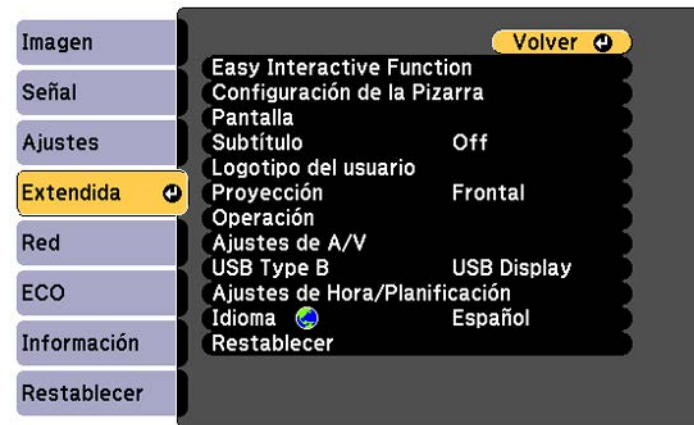 Imagen
Señal
Ajustes
Extendida
Red
ECO
Información
Restablecer
Volver
Easy Interactive Function
Configuración de la Pizarra
Pantalla
Subtítulo Off
Logotipo del usuario
Proyección Frontal
Operación
Ajustes de A/V
USB Type B USB Display
Ajustes de Hora/Planificación
Idioma Español
Restablecer